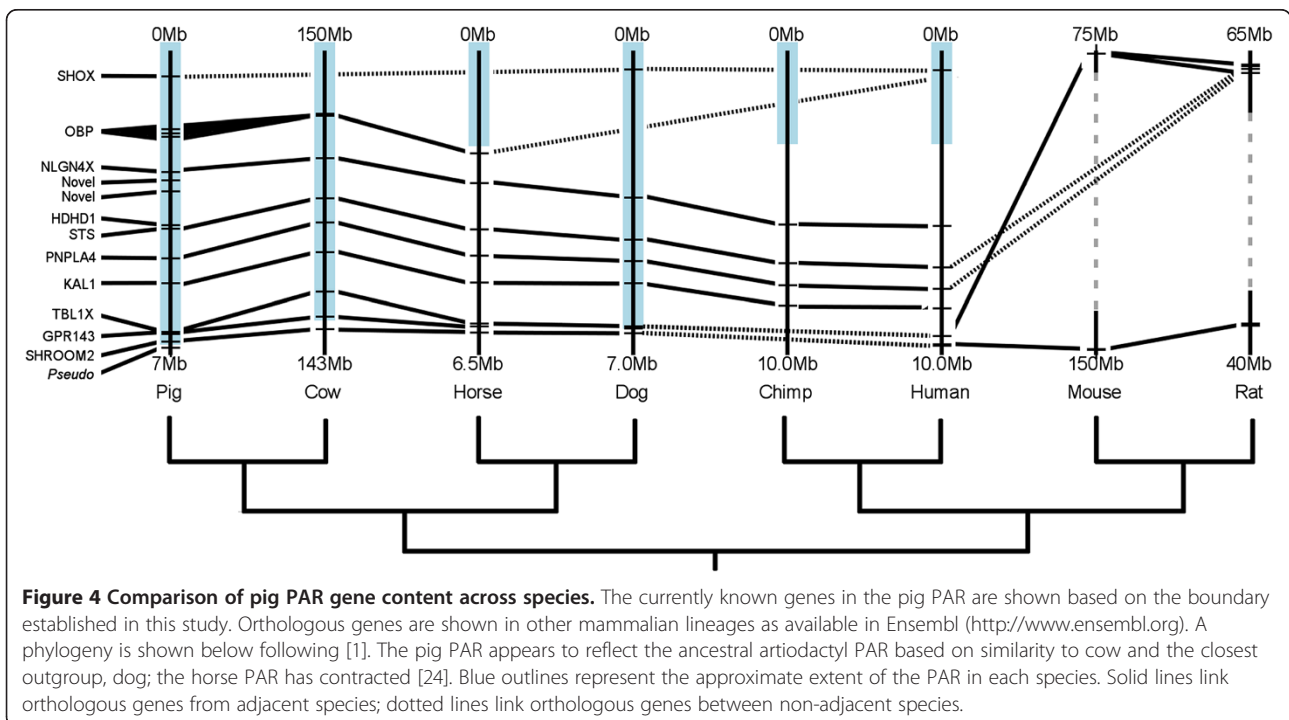 0Mb 150Mb 0Mb 0Mb 0Mb 0Mb 75Mb 65Mb
SHOX
OBP
NLGN4X
Novel
Novel
HDHD1
STS
PNPLA4
KAL1
TBL1X
GPR143
SHROOM2
Pseudo
7Mb 143Mb 6.5Mb 7.0Mb 10.0Mb 10.0Mb 150Mb 40Mb
Pig Cow Horse Dog Chimp Human Mouse Rat
Figure 4 Comparison of pig PAR gene content across species. The currently known genes in the pig PAR are shown based on the boundary
established in this study. Orthologous genes are shown in other mammalian lineages as available in Ensembl (http://www.ensembl.org). A
phylogeny is shown below following [1]. The pig PAR appears to reflect the ancestral artiodactyl PAR based on similarity to cow and the closest
outgroup, dog; the horse PAR has contracted [24]. Blue outlines represent the approximate extent of the PAR in each species. Solid lines link
orthologous genes from adjacent species; dotted lines link orthologous genes between non-adjacent species.